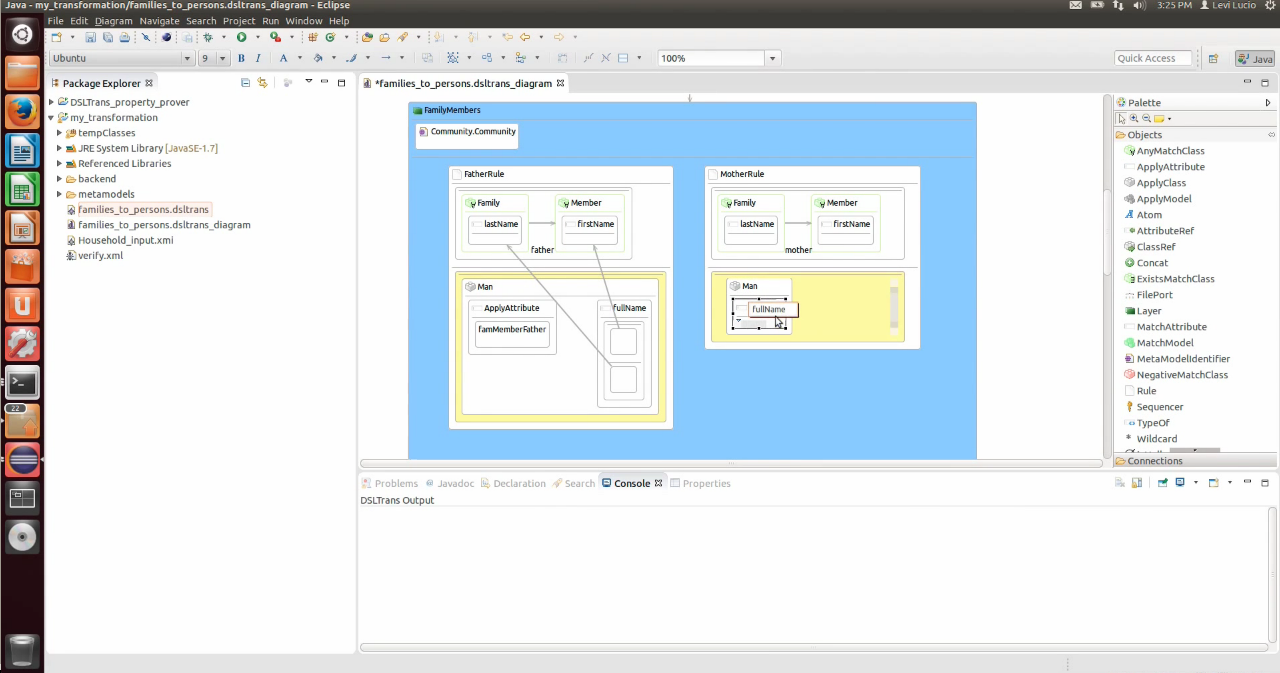 Java - my_transformation/families_to_persons.dsltrans_diagram - Eclipse
3:25 PM
Levi Lucio
File Edit Diagram Navigate Search Project Run Window Help
Ubuntu
9
B I A
100%
Quick Access
Java
Package Explorer
DSLTrans_property_prover
my_transformation
tempClasses
JRE System Library [JavaSE-1.7]
Referenced Libraries
backend
metamodels
families_to_persons.dsltrans
families_to_persons.dsltrans_diagram
Household_input.xmi
verify.xml
22
*families_to_persons.dsltrans_diagram
FamilyMembers
Community.Community
FatherRule
Family
Member
lastName
firstName
father
Man
ApplyAttribute
famMemberFather
fullName
MotherRule
Family
Member
lastName
firstName
mother
Man
fullName
Palette
Objects
AnyMatchClass
ApplyAttribute
ApplyClass
ApplyModel
Atom
AttributeRef
ClassRef
Concat
ExistsMatchClass
FilePort
Layer
MatchAttribute
MatchModel
MetaModelIdentifier
NegativeMatchClass
Rule
Sequencer
TypeOf
* Wildcard
Connections
Problems @ Javadoc Declaration Search Console Properties
DSLTrans Output